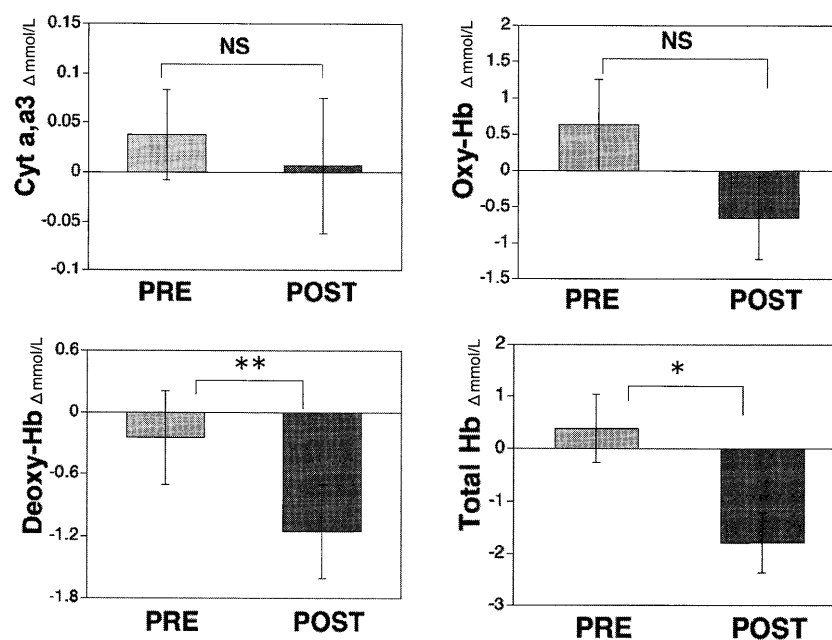 Cyt a,a3 Δ mmol/L
0.15
0.1
0.05
0
-0.05
-0.1
NS
PRE POST
Oxy-Hb Δ mmol/L
2
1.5
1
0.5
0
-0.5
-1
-1.5
NS
PRE POST
Deoxy-Hb Δ mmol/L
0.6
0
-0.6
-1.2
-1.8
**
PRE POST
Total Hb Δ mmol/L
2
1
0
-1
-2
-3
*
PRE POST